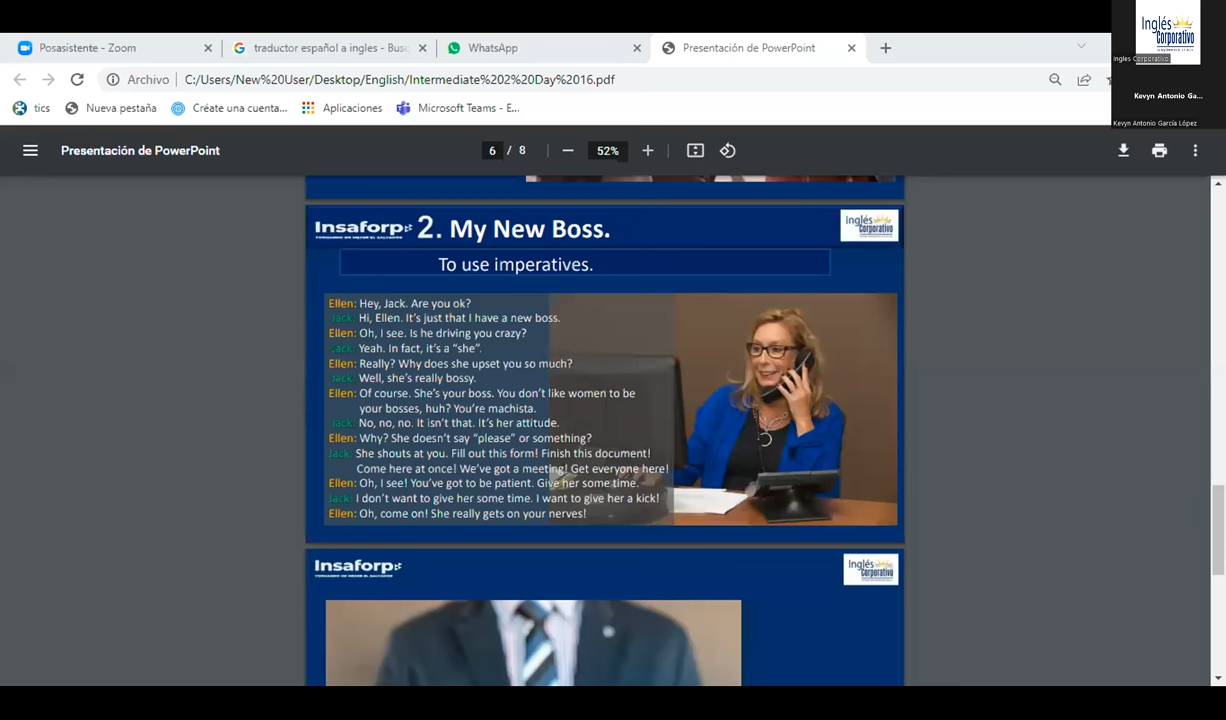 Posasistente - Zoom
traductor español a ingles - Bus
WhatsApp
Presentación de PowerPoint
Archivo
C:/Users/New%20User/Desktop/English/Intermediate%202%20Day%2016.pdf
tics
Nueva pestaña
Créate una cuenta...
Aplicaciones
Microsoft Teams - E...
Inglés
Corporativo
Ingles Corporativo
Kevyn Antonio Ga...
Kevyn Antonio García López
Presentación de PowerPoint
6 / 8
52%
Insaforp
2. My New Boss.
Inglés
Corporativo
To use imperatives.
Ellen: Hey, Jack. Are you ok?
Jack: Hi, Ellen. It's just that I have a new boss.
Ellen: Oh, I see. Is he driving you crazy?
Jack: Yeah. In fact, it's a “she”.
Ellen: Really? Why does she upset you so much?
Jack: Well, she's really bossy.
Ellen: Of course. She's your boss. You don't like women to be
your bosses, huh? You're machista.
Jack: No, no, no. It isn't that. It's her attitude.
Ellen: Why? She doesn't say “please” or something?
Jack: She shouts at you. Fill out this form! Finish this document!
Come here at once! We've got a meeting! Get everyone here!
Ellen: Oh, I see! You've got to be patient. Give her some time.
Jack: I don't want to give her some time. I want to give her a kick!
Ellen: Oh, come on! She really gets on your nerves!
Insaforp
Inglés
Corporativo